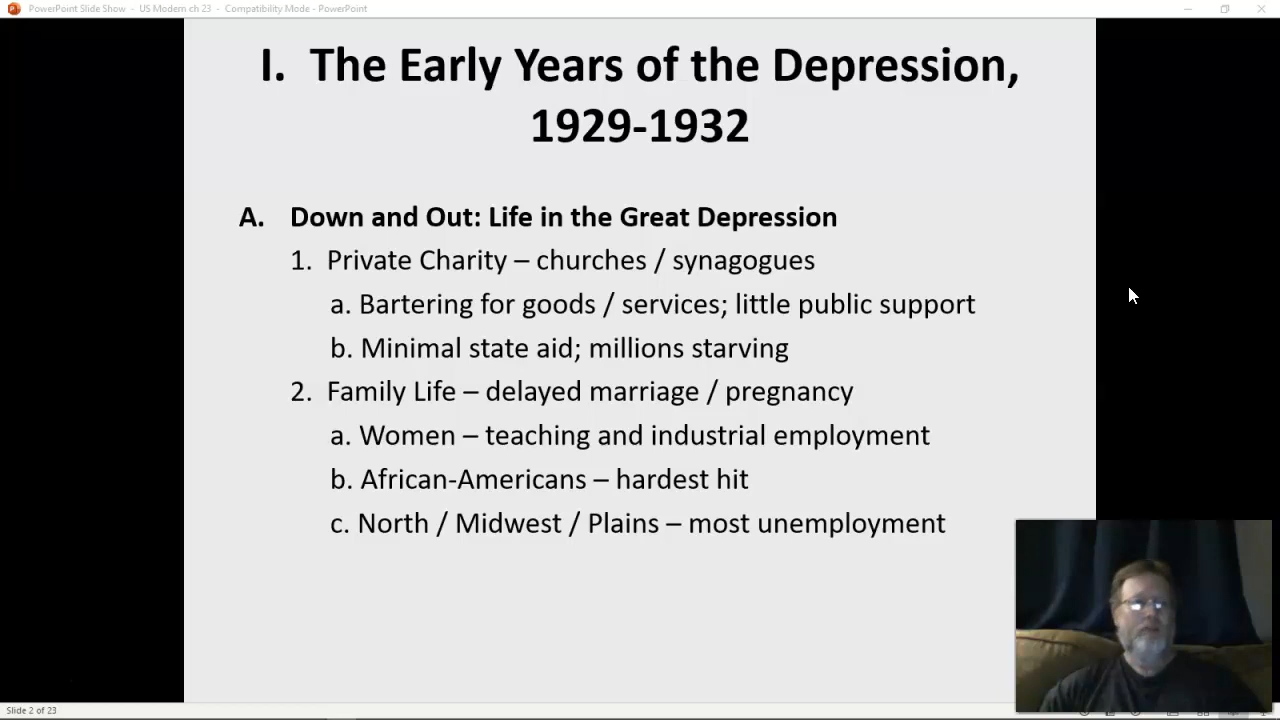 PowerPoint Slide Show - US Modern ch 23 - Compatibility Mode - PowerPoint
I. The Early Years of the Depression,
1929-1932
A. Down and Out: Life in the Great Depression
1. Private Charity – churches / synagogues
a. Bartering for goods / services; little public support
b. Minimal state aid; millions starving
2. Family Life – delayed marriage / pregnancy
a. Women – teaching and industrial employment
b. African-Americans – hardest hit
c. North / Midwest / Plains – most unemployment
Slide 2 of 23